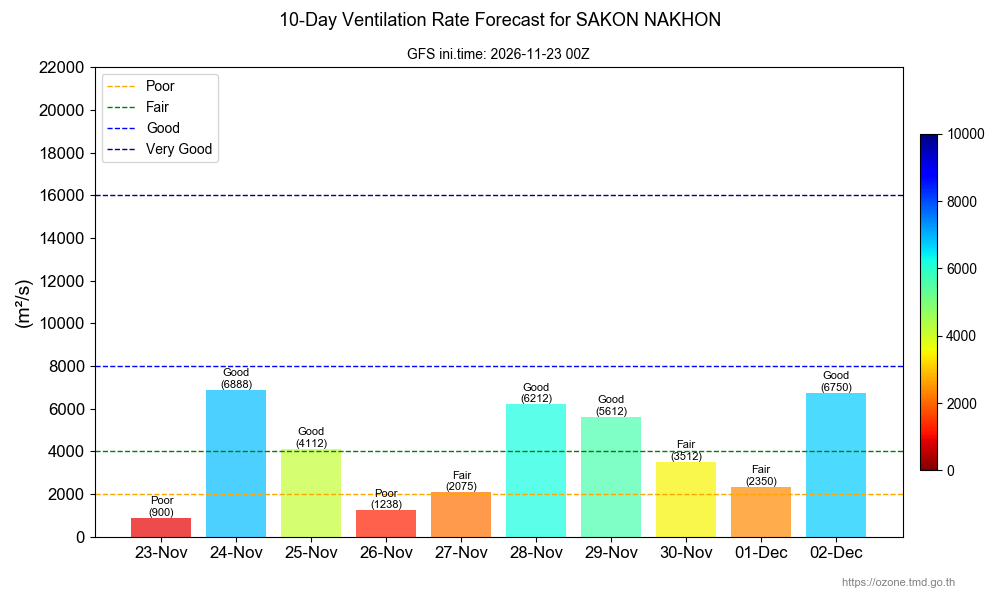 10-Day Ventilation Rate Forecast for SAKON NAKHON
GFS ini.time: 2026-11-23 00Z
(m²/s)
22000
20000
18000
16000
14000
12000
10000
8000
6000
4000
2000
0
Poor
Fair
Good
Very Good
Poor
(900)
Good
(6888)
Good
(4112)
Poor
(1238)
Fair
(2075)
Good
(6212)
Good
(5612)
Fair
(3512)
Fair
(2350)
Good
(6750)
23-Nov 24-Nov 25-Nov 26-Nov 27-Nov 28-Nov 29-Nov 30-Nov 01-Dec 02-Dec
10000
8000
6000
4000
2000
0
https://ozone.tmd.go.th